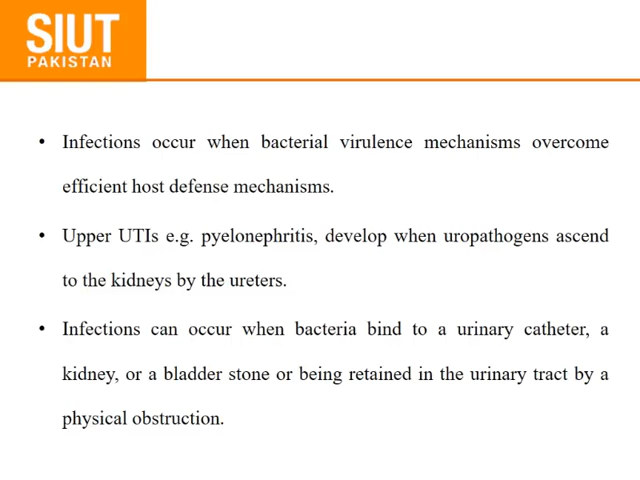 SIUT
PAKISTAN
• Infections occur when bacterial virulence mechanisms overcome
efficient host defense mechanisms.
• Upper UTIs e.g. pyelonephritis, develop when uropathogens ascend
to the kidneys by the ureters.
• Infections can occur when bacteria bind to a urinary catheter, a
kidney, or a bladder stone or being retained in the urinary tract by a
physical obstruction.